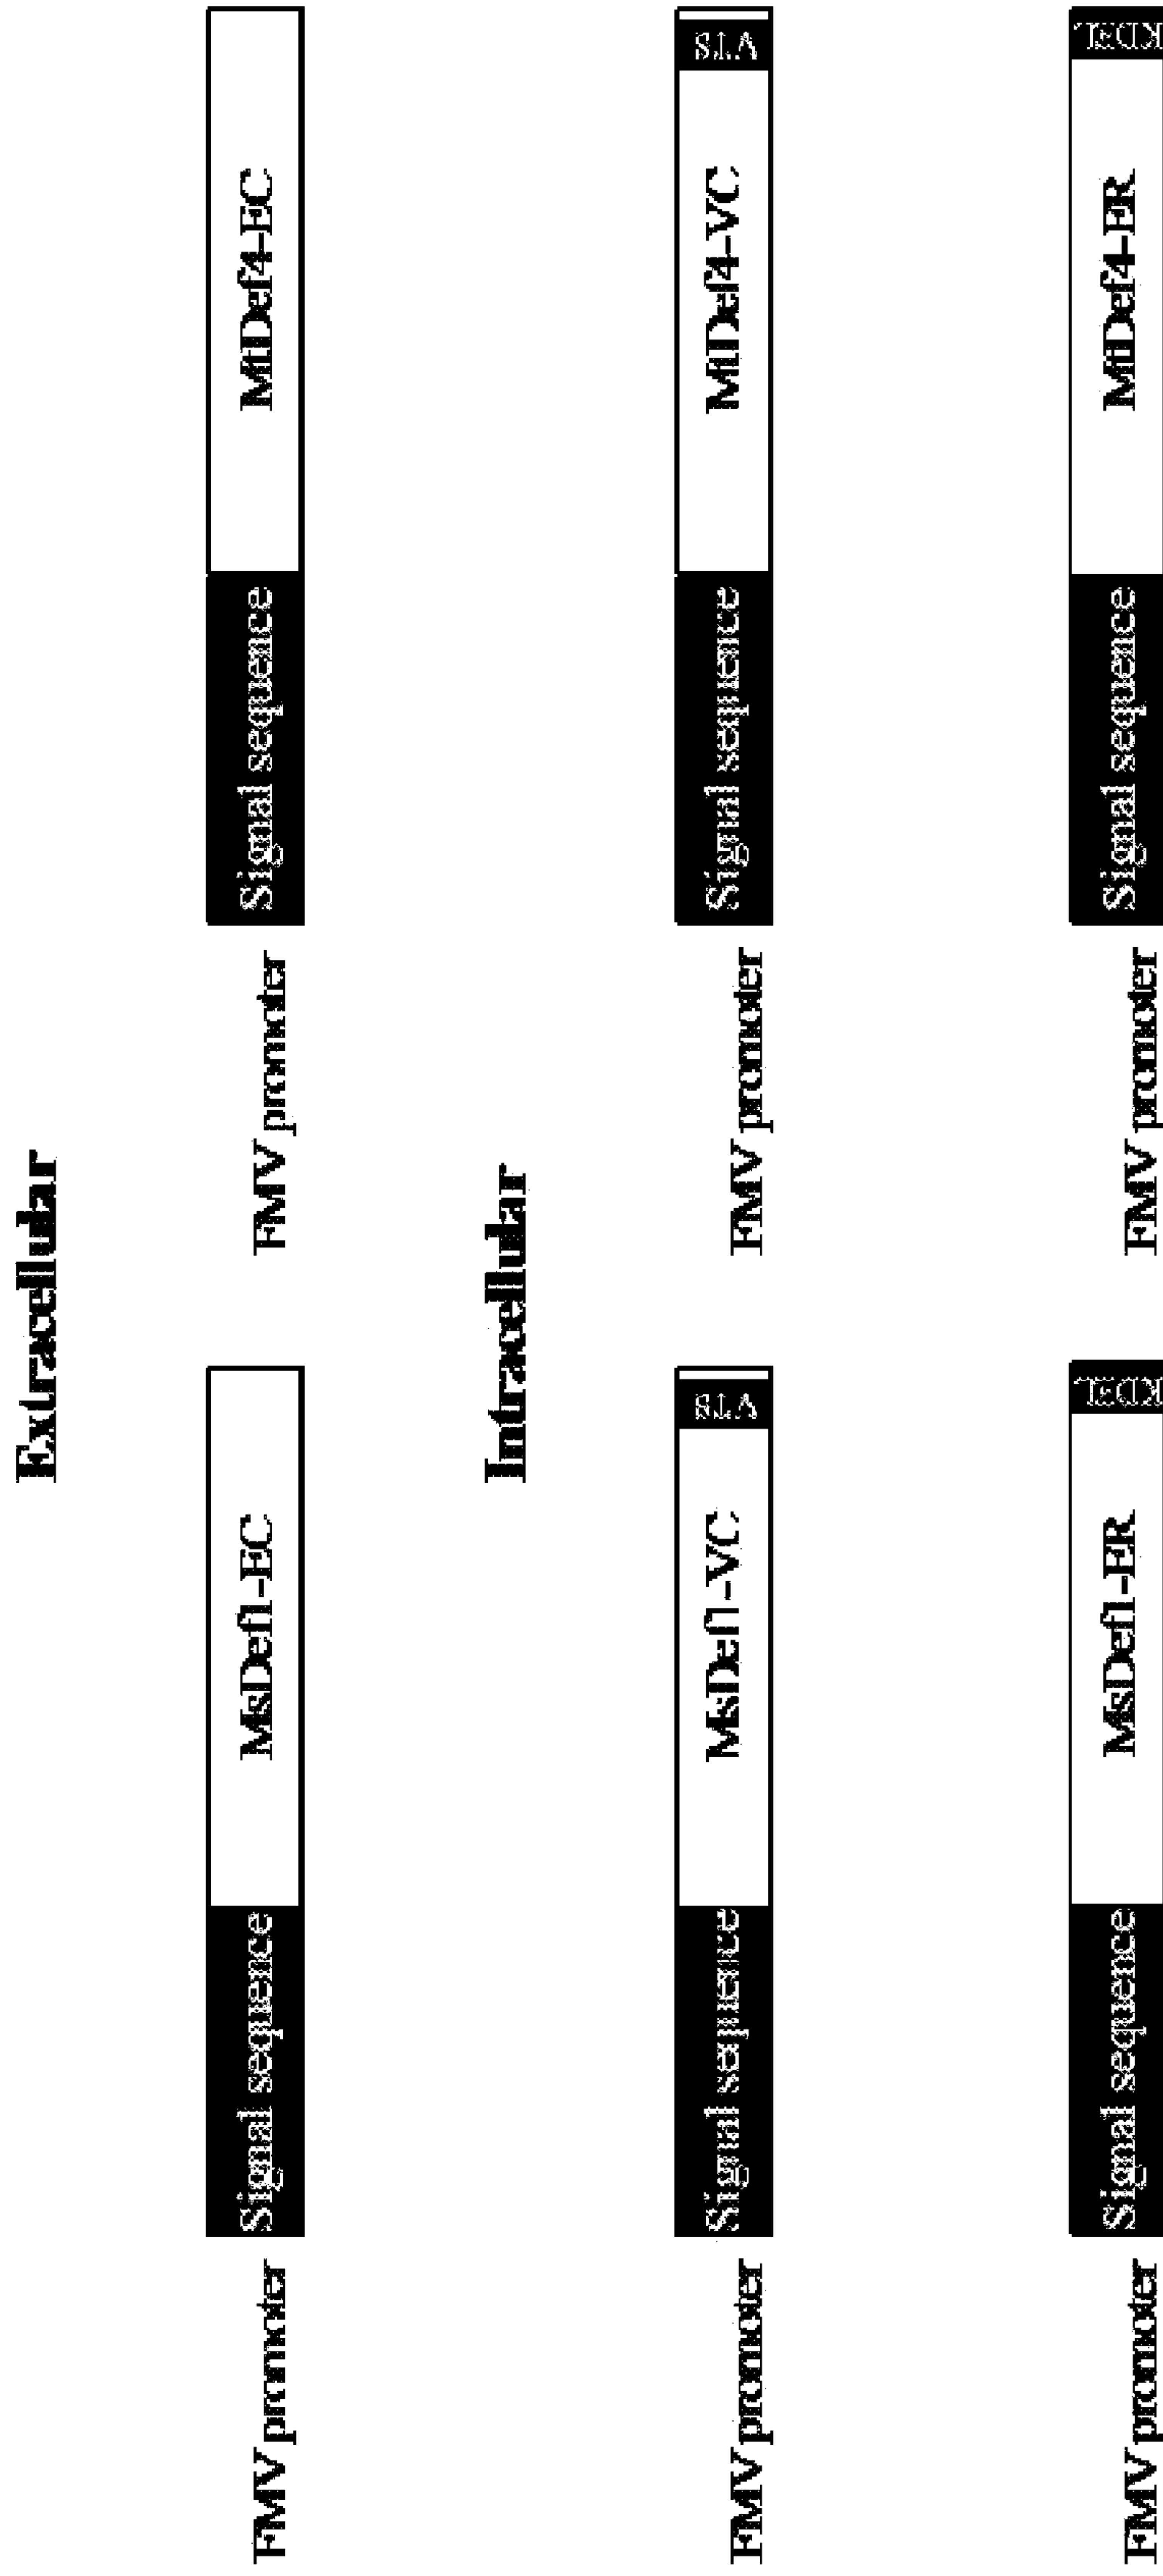 Extracellular
FMV promoter Signal sequence MsDef1-EC FMV promoter Signal sequence MtDef4-EC
Intracellular
FMV promoter Signal sequence MsDef1-VC VTS FMV promoter Signal sequence MtDef4-VC VTS
FMV promoter Signal sequence MsDef1-ER KDEL FMV promoter Signal sequence MtDef4-ER KDEL